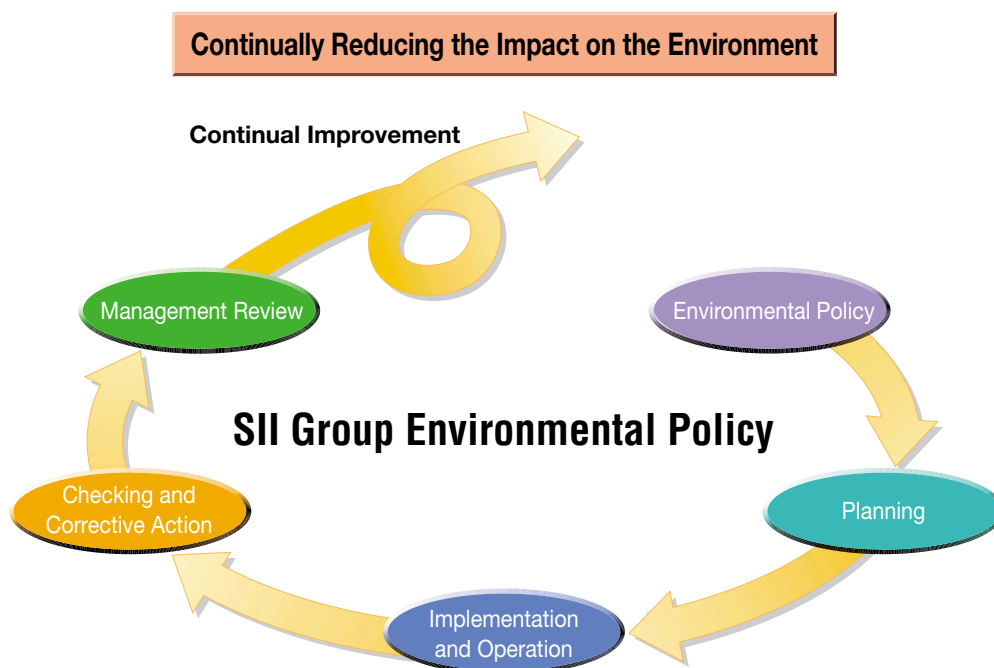 Continually Reducing the Impact on the Environment
Continual Improvement
Management Review
Environmental Policy
SII Group Environmental Policy
Checking and
Corrective Action
Planning
Implementation
and Operation